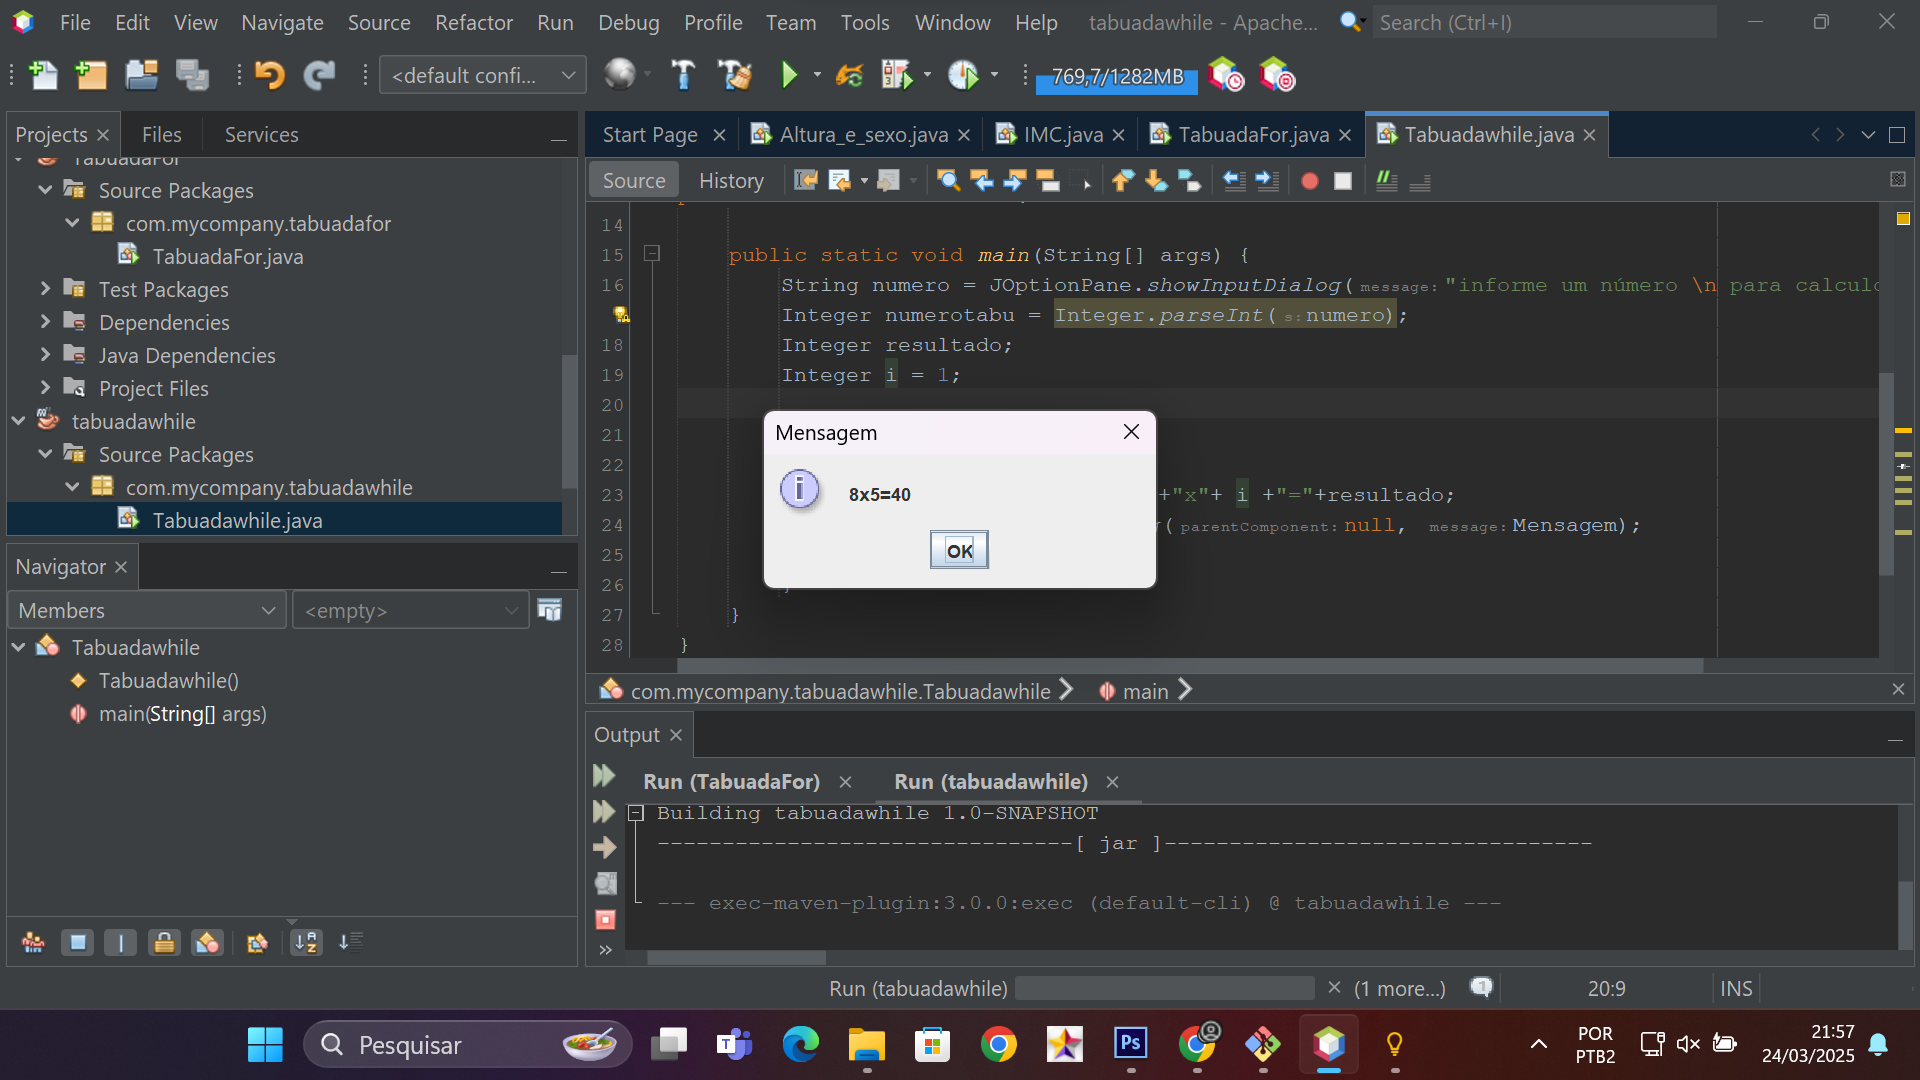 File Edit View Navigate Source Refactor Run Debug Profile Team Tools Window Help tabuadawhile - Apache... Search (Ctrl+I)
<default confi... 769,7/1282MB
Projects Files Services
Start Page Altura_e_sexo.java IMC.java TabuadaFor.java Tabuadawhile.java
Source History
TabuadaFor
Source Packages
com.mycompany.tabuadafor
TabuadaFor.java
Test Packages
Dependencies
Java Dependencies
Project Files
tabuadawhile
Source Packages
com.mycompany.tabuadawhile
Tabuadawhile.java
14
15 public static void main(String[] args) {
16 String numero = JOptionPane.showInputDialog( message: "informe um número \n para calculo
Integer numerotabu = Integer.parseInt( s: numero);
18 Integer resultado;
19 Integer i = 1;
20
21
22
23 +"x"+ i +"="+resultado;
24 ( parentComponent: null, message: Mensagem);
25
26 }
27 }
28 }
Mensagem
8x5=40
OK
com.mycompany.tabuadawhile.Tabuadawhile main
Navigator
Members <empty>
Tabuadawhile
Tabuadawhile()
main(String[] args)
Output
Run (TabuadaFor) Run (tabuadawhile)
Building tabuadawhile 1.0-SNAPSHOT
--------------------------------[ jar ]---------------------------------
--- exec-maven-plugin:3.0.0:exec (default-cli) @ tabuadawhile ---
Run (tabuadawhile) (1 more...) 1 20:9 INS
Pesquisar
T
Ps
POR
PTB2
21:57
24/03/2025